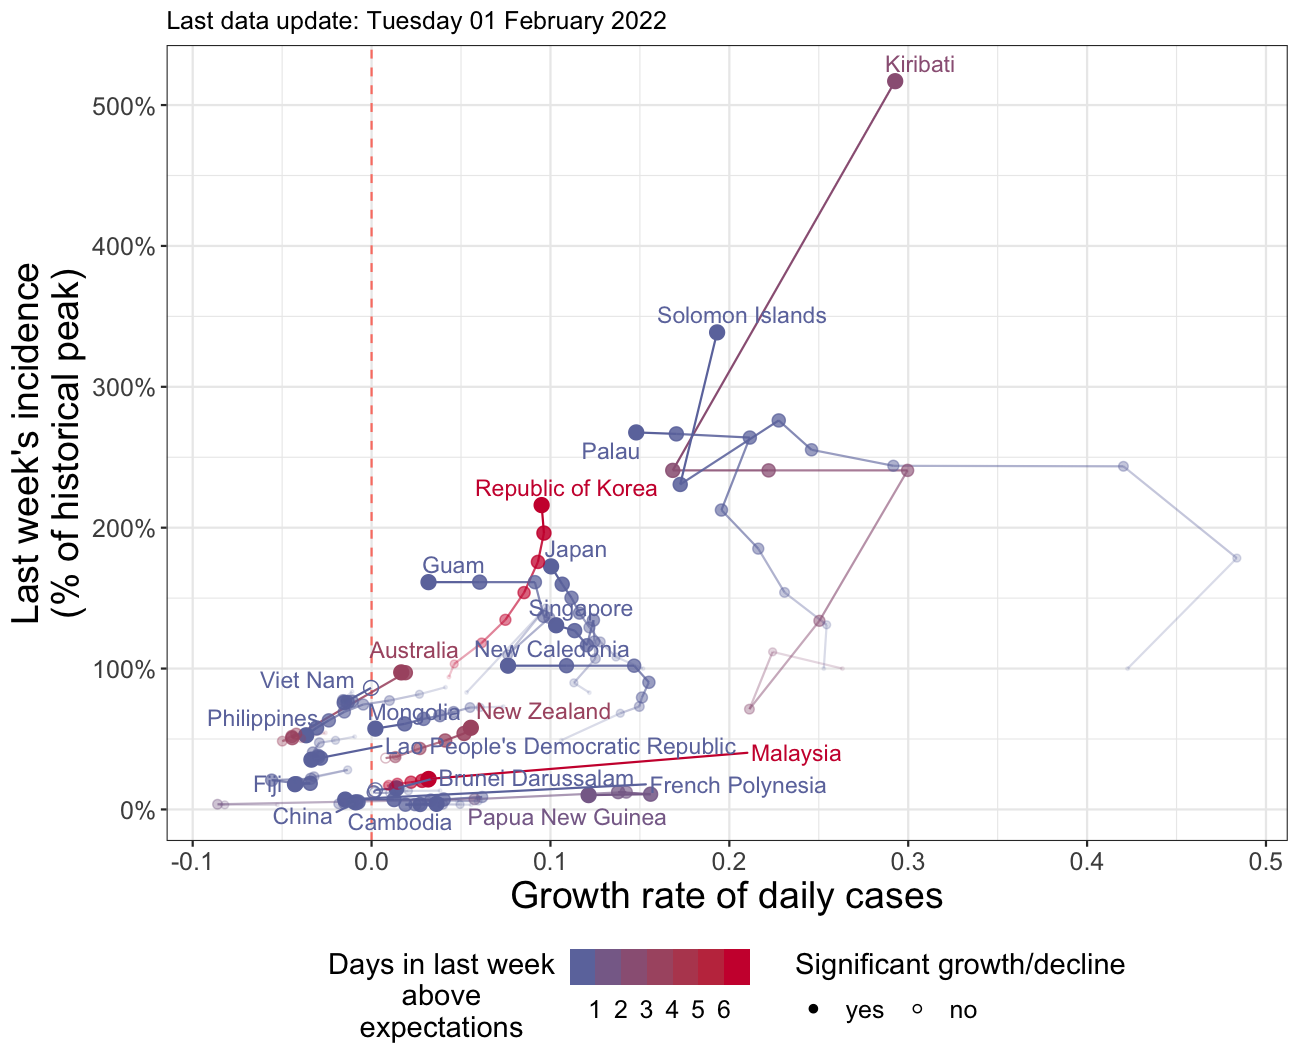 Last data update: Tuesday 01 February 2022
Last week's incidence
(% of historical peak)
500%
400%
300%
200%
100%
0%
Kiribati
Solomon Islands
Palau
Republic of Korea
Japan
Guam
Singapore
Australia
New Caledonia
Viet Nam
Philippines
Mongolia
New Zealand
Lao People's Democratic Republic
Malaysia
Fiji
Brunei Darussalam
French Polynesia
China
Cambodia
Papua New Guinea
-0.1
0.0
0.1
0.2
0.3
0.4
0.5
Growth rate of daily cases
Days in last week
above
expectations
1 2 3 4 5 6
Significant growth/decline
yes
no